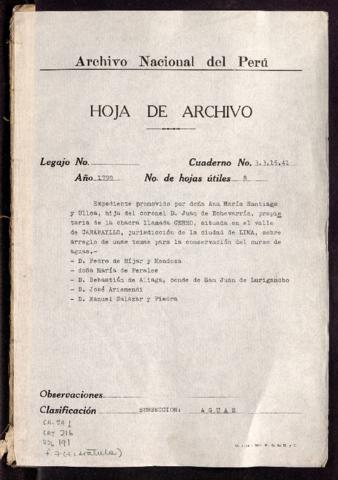 Archivo Nacional del Perú
HOJA DE ARCHIVO
Legajo No. Cuaderno No. 3.3.15.41
Año 1799 No. de hojas útiles 8
Expediente promovido por doña Ana María Santiago
y Ulloa, hija del coronel D. Juan de Echevarría, propie
taria de la chacra llamada CERRO, situada en el valle
de CARABAYLLO, jurisdicción de la ciudad de LIMA, sobre
arreglo de unas tomas para la conservación del curso de
aguas.-
- D. Pedro de Híjar y Mendoza
- doña María de Perales
- D. Sebastián de Aliaga, conde de San Juan de Lurigancho
- D. José Arismendi
- D. Manuel Salazar y Piedra
Observaciones
Clasificación SUBSECCION: AGUAS
191